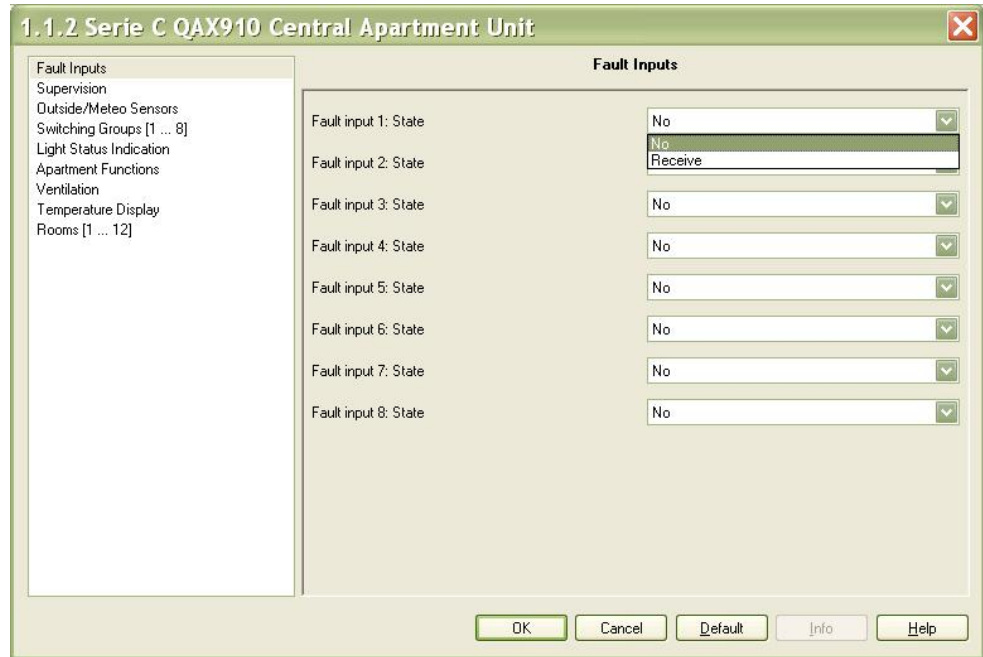 1.1.2 Serie C QAX910 Central Apartment Unit
Fault Inputs
Supervision
Outside/Meteo Sensors
Switching Groups [1 ... 8]
Light Status Indication
Apartment Functions
Ventilation
Temperature Display
Rooms [1 ... 12]
Fault Inputs
Fault input 1: State No
No
Receive
Fault input 2: State
Fault input 3: State No
Fault input 4: State No
Fault input 5: State No
Fault input 6: State No
Fault input 7: State No
Fault input 8: State No
OK Cancel Default Info Help